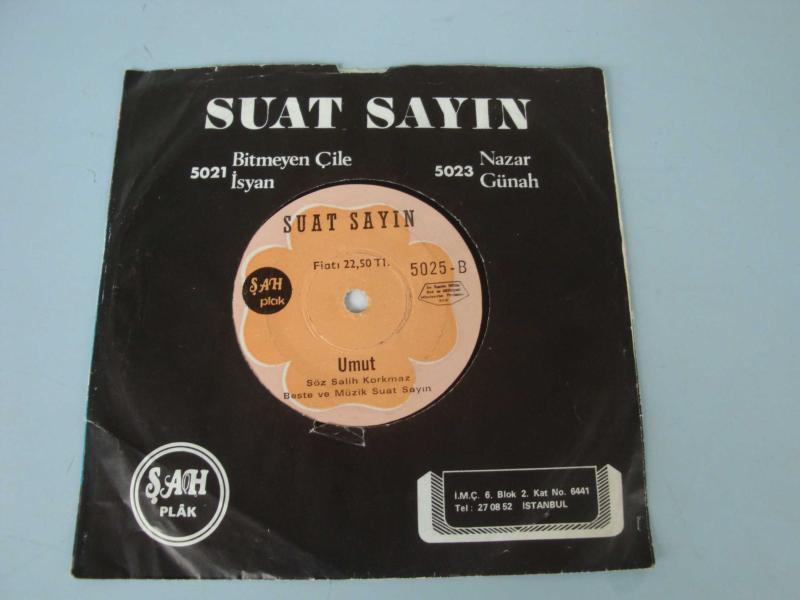 SUAT SAYIN
5021 Bitmeyen Çile
İsyan
5023 Nazar
Günah
SUAT SAYIN
Fiatı 22,50 Tl.
5025-B
ŞAH
plak
Umut
Söz Salih Korkmaz
Beste ve Müzik Suat Sayın
ŞAH
PLÂK
İ.M.Ç. 6. Blok 2. Kat No. 6441
Tel : 27 08 52 İSTANBUL